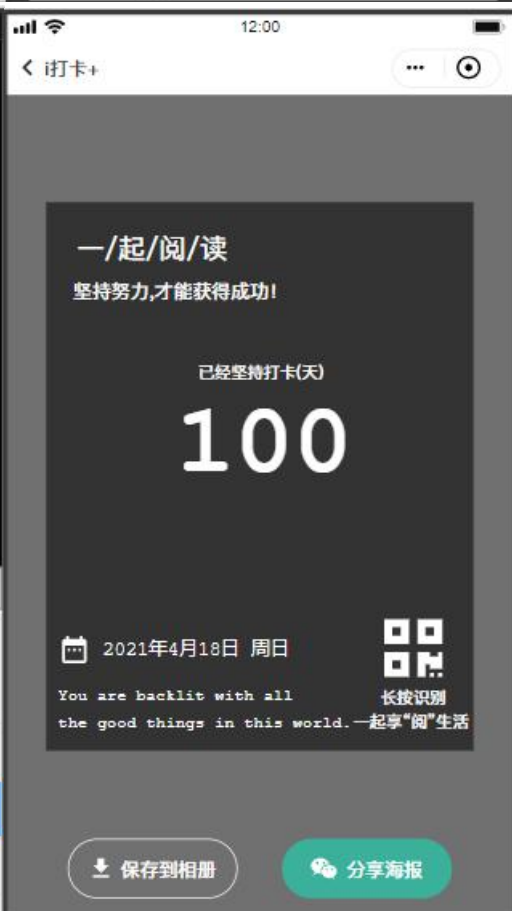 12:00
i打卡+
一/起/阅/读
坚持努力,才能获得成功!
已经坚持打卡(天)
100
2021年4月18日 周日
You are backlit with all
the good things in this world.
长按识别
一起享“阅”生活
保存到相册
分享海报